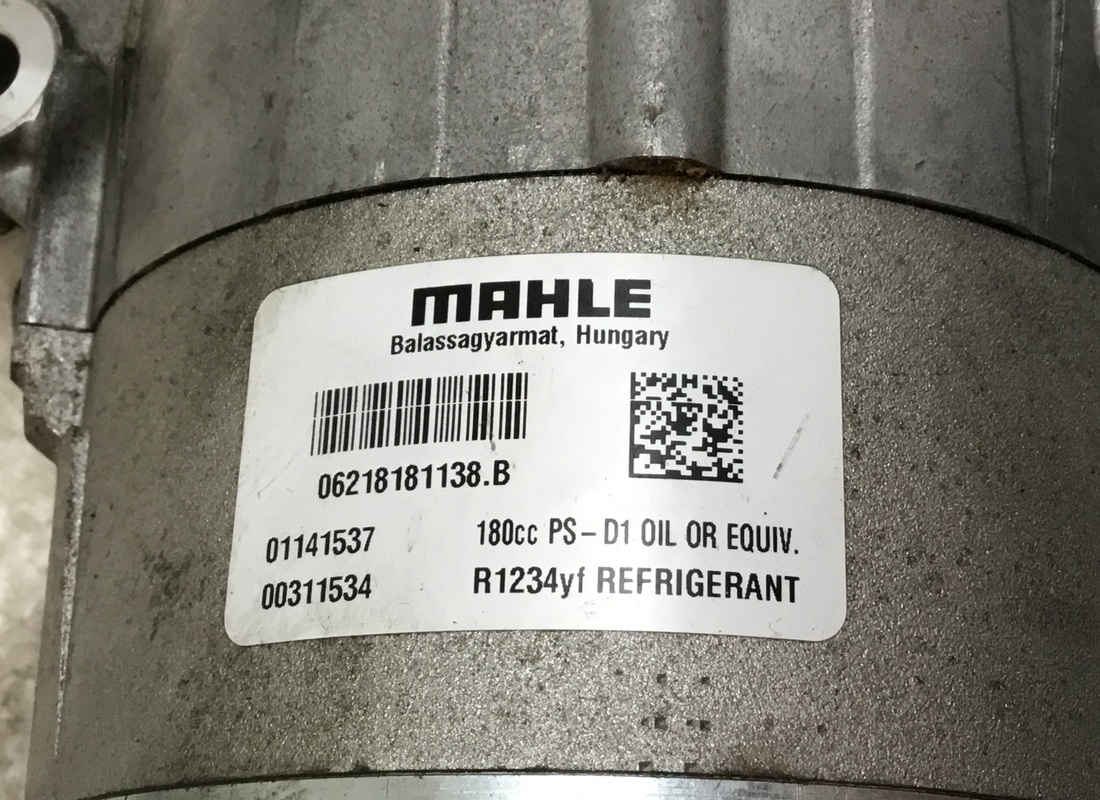 MAHLE
Balassagyarmat, Hungary
06218181138.B
01141537
180cc PS-D1 OIL OR EQUIV.
00311534
R1234yf REFRIGERANT